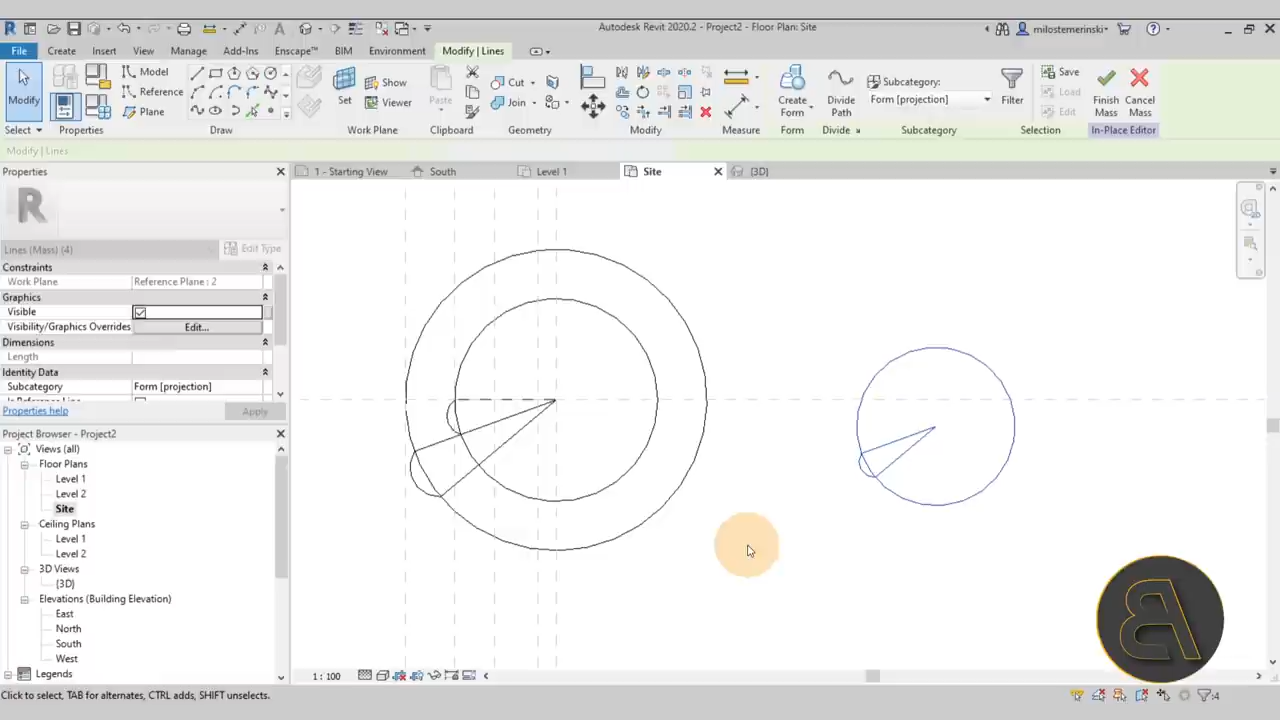 Autodesk Revit 2020.2 - Project2 - Floor Plan: Site
milostemerinski
File Create Insert View Manage Add-Ins Enscape™ BIM Environment Modify | Lines
Modify
Select
Properties
Model
Reference
Plane
Draw
Set
Show
Viewer
Work Plane
Paste
Clipboard
Cut
Join
Geometry
Modify
Measure
Create
Form
Form
Divide
Path
Divide
Subcategory:
Form [projection]
Subcategory
Filter
Save
Load
Edit
Selection
Finish
Mass
Cancel
Mass
In-Place Editor
Modify | Lines
Properties
R
Lines (Mass) (4)
Edit Type
Constraints
Work Plane Reference Plane : 2
Graphics
Visible
Visibility/Graphics Overrides Edit...
Dimensions
Length
Identity Data
Subcategory Form [projection]
Properties help Apply
Project Browser - Project2
Views (all)
Floor Plans
Level 1
Level 2
Site
Ceiling Plans
Level 1
Level 2
3D Views
{3D}
Elevations (Building Elevation)
East
North
South
West
Legends
1 - Starting View South Level 1 Site {3D}
1 : 100
Click to select, TAB for alternates, CTRL adds, SHIFT unselects.
:4